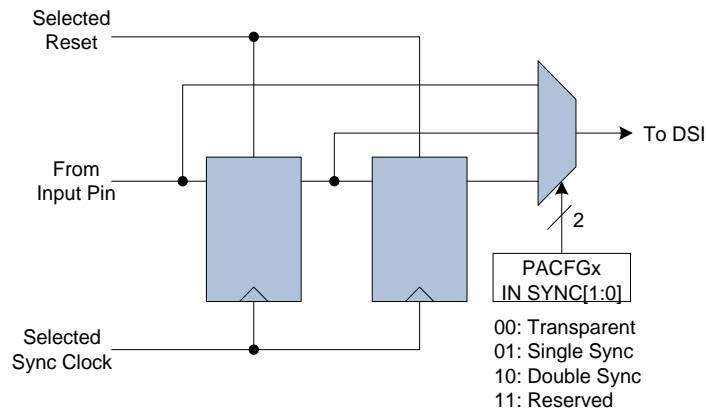 Selected
Reset
To DSI
From
Input Pin
2
PACFGx
IN SYNC[1:0]
Selected
Sync Clock
00: Transparent
01: Single Sync
10: Double Sync
11: Reserved